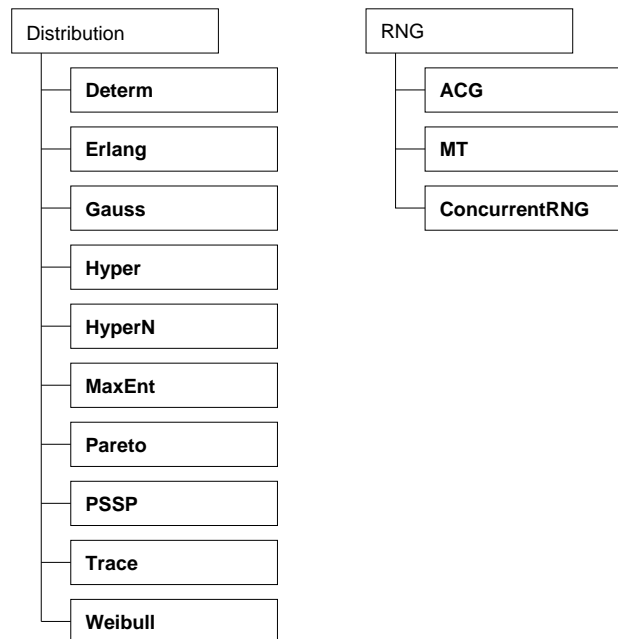 Distribution
Determ
Erlang
Gauss
Hyper
HyperN
MaxEnt
Pareto
PSSP
Trace
Weibull
RNG
ACG
MT
ConcurrentRNG